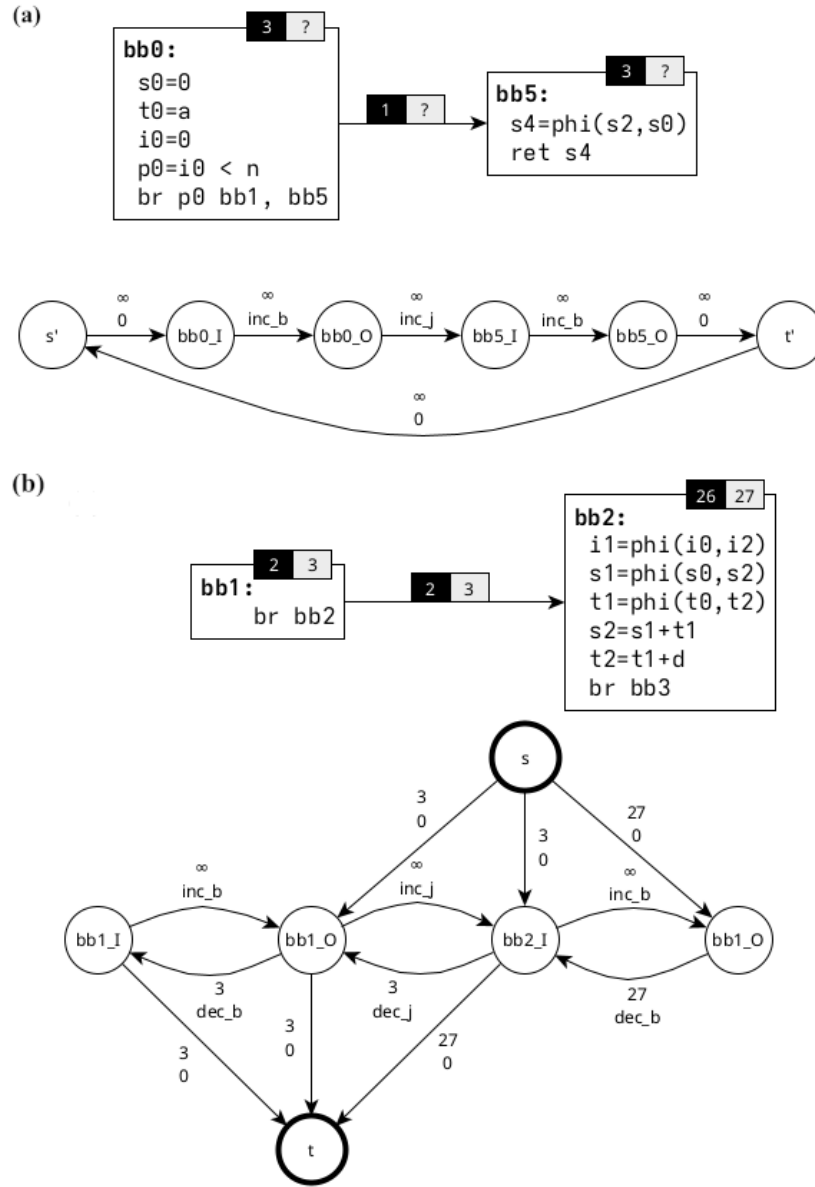 (a)
3 ?
bb0:
s0=0
t0=a
i0=0
p0=i0 < n
br p0 bb1, bb5
1 ?
3 ?
bb5:
s4=phi(s2,s0)
ret s4
∞ ∞ ∞ ∞ ∞
0 inc_b inc_j inc_b 0
s' bb0_I bb0_O bb5_I bb5_O t'
∞
0
(b)
2 3
bb1:
br bb2
2 3
26 27
bb2:
i1=phi(i0,i2)
s1=phi(s0,s2)
t1=phi(t0,t2)
s2=s1+t1
t2=t1+d
br bb3
s
3
0
3
0
27
0
∞
inc_b
∞
inc_j
∞
inc_b
bb1_I bb1_O bb2_I bb1_O
3
dec_b
3
dec_j
27
dec_b
3
0
3
0
27
0
t